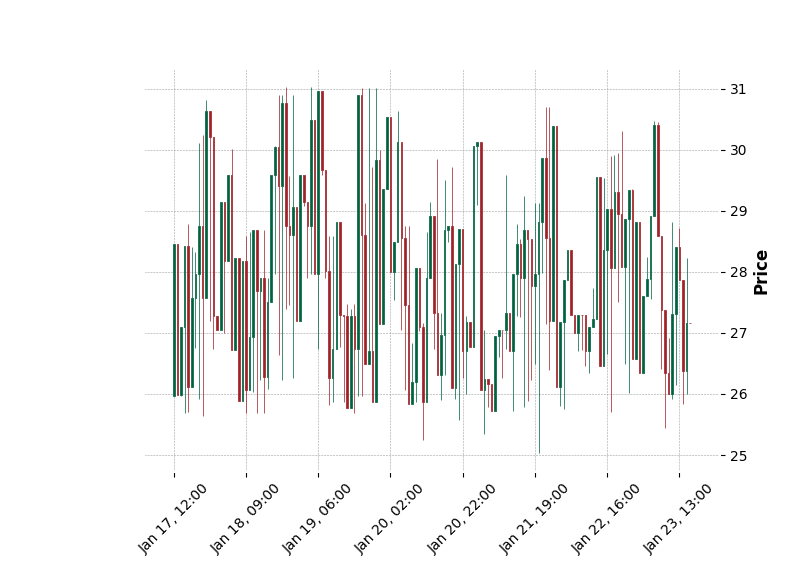 31
30
29
28
27
26
25
Price
Jan 17, 12:00
Jan 18, 09:00
Jan 19, 06:00
Jan 20, 02:00
Jan 20, 22:00
Jan 21, 19:00
Jan 22, 16:00
Jan 23, 13:00